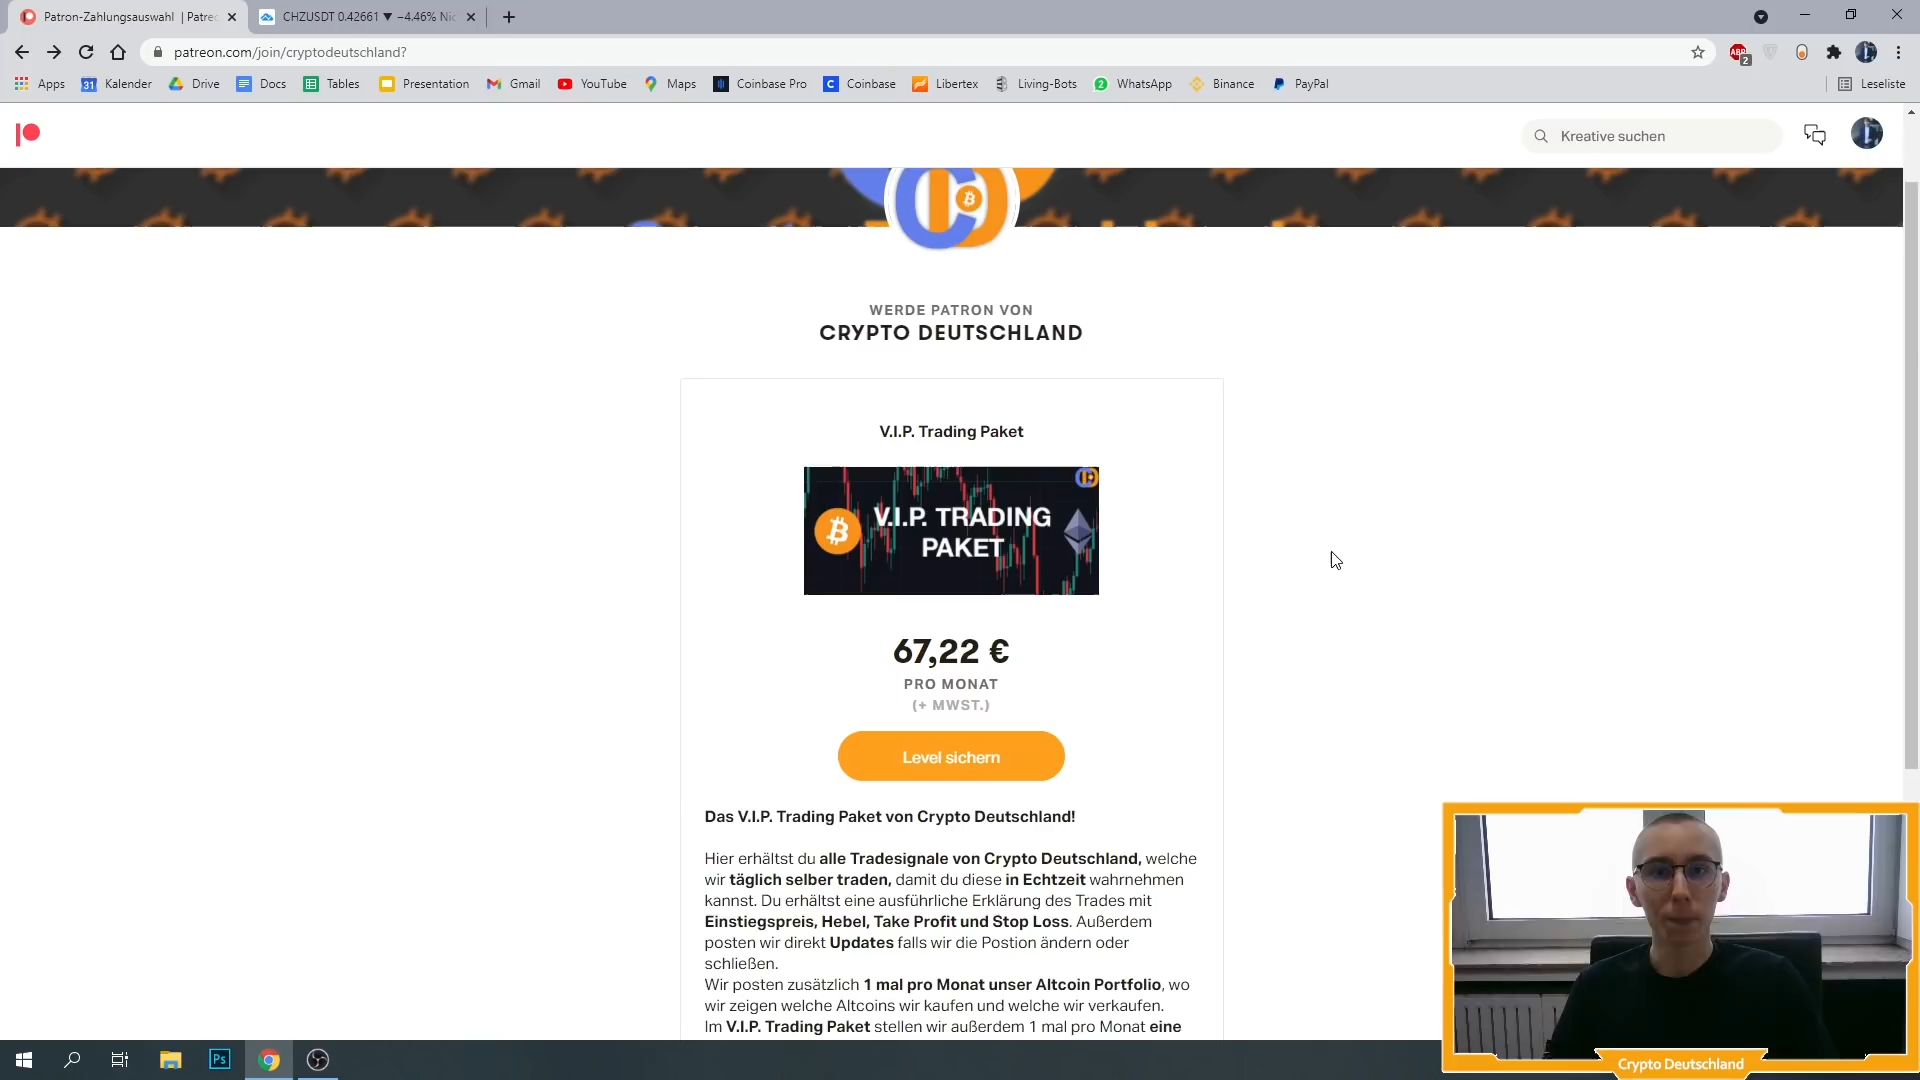 Patron-Zahlungsauswahl | Patre
CHZUSDT 0.42661 ▼ −4.46% Nic
patreon.com/join/cryptodeutschland?
2
Apps
31
Kalender
Drive
Docs
Tables
Presentation
Gmail
YouTube
Maps
Coinbase Pro
Coinbase
Libertex
Living-Bots
2
WhatsApp
Binance
PayPal
Leseliste
Kreative suchen
WERDE PATRON VON
CRYPTO DEUTSCHLAND
V.I.P. Trading Paket
V.I.P. TRADING
PAKET
67,22 €
PRO MONAT
(+ MWST.)
Level sichern
Das V.I.P. Trading Paket von Crypto Deutschland!
Hier erhältst du alle Tradesignale von Crypto Deutschland, welche
wir täglich selber traden, damit du diese in Echtzeit wahrnehmen
kannst. Du erhältst eine ausführliche Erklärung des Trades mit
Einstiegspreis, Hebel, Take Profit und Stop Loss. Außerdem
posten wir direkt Updates falls wir die Postion ändern oder
schließen.
Wir posten zusätzlich 1 mal pro Monat unser Altcoin Portfolio, wo
wir zeigen welche Altcoins wir kaufen und welche wir verkaufen.
Im V.I.P. Trading Paket stellen wir außerdem 1 mal pro Monat eine
Ps
Crypto Deutschland